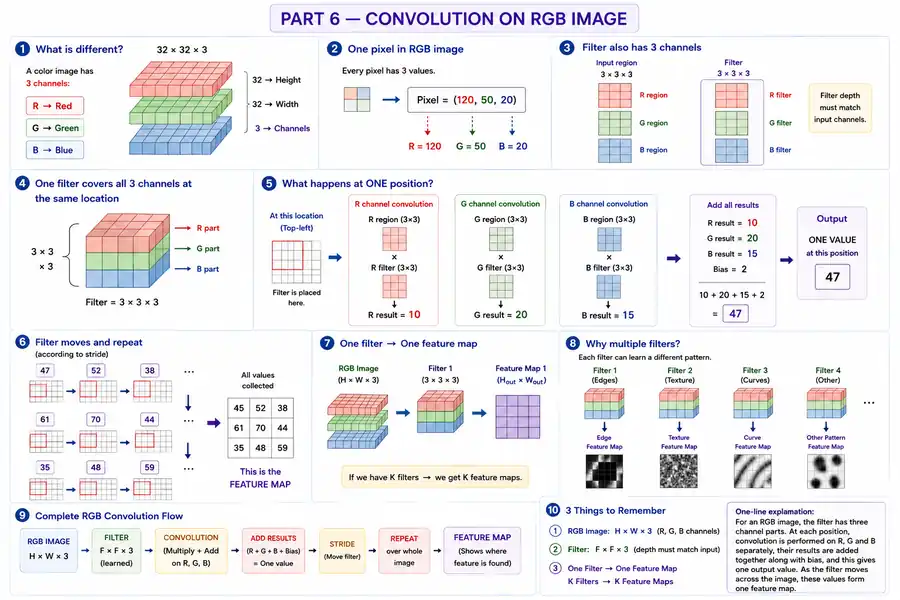 PART 6 — CONVOLUTION ON RGB IMAGE
1 What is different?
32 × 32 × 3
A color image has
3 channels:
R → Red
G → Green
B → Blue
32 → Height
32 → Width
3 → Channels
2 One pixel in RGB image
Every pixel has 3 values.
Pixel = (120, 50, 20)
R = 120 G = 50 B = 20
3 Filter also has 3 channels
Input region
3 × 3 × 3
R region
G region
B region
Filter
3 × 3 × 3
R filter
G filter
B filter
Filter depth
must match
input channels.
4 One filter covers all 3 channels at
the same location
3 × 3
× 3
R part
G part
B part
Filter = 3 × 3 × 3
5 What happens at ONE position?
At this location
(Top-left)
Filter is placed
here.
R channel convolution
R region (3×3)
×
R filter (3×3)
R result = 10
G channel convolution
G region (3×3)
×
G filter (3×3)
G result = 20
B channel convolution
B region (3×3)
×
B filter (3×3)
B result = 15
Add all results
R result = 10
G result = 20
B result = 15
Bias = 2
10 + 20 + 15 + 2
= 47
Output
ONE VALUE
at this position
47
6 Filter moves and repeat
(according to stride)
47 52 38 ...
61 70 44 ...
35 48 59 ...
All values
collected
45 52 38
61 70 44
35 48 59
This is the
FEATURE MAP
7 One filter → One feature map
RGB Image
(H × W × 3)
Filter 1
(3 × 3 × 3)
Feature Map 1
(Hout × Wout)
If we have K filters → we get K feature maps.
8 Why multiple filters?
Each filter can learn a different pattern.
Filter 1
(Edges)
Edge
Feature Map
Filter 2
(Texture)
Texture
Feature Map
Filter 3
(Curves)
Curve
Feature Map
Filter 4
(Other)
Other Pattern
Feature Map
...
9 Complete RGB Convolution Flow
RGB IMAGE
H × W × 3
FILTER
F × F × 3
(learned)
CONVOLUTION
(Multiply + Add
on R, G, B)
ADD RESULTS
(R + G + B + Bias)
= One value
STRIDE
(Move filter)
REPEAT
over whole
image
FEATURE MAP
(Shows where
feature is found)
10 3 Things to Remember
1 RGB Image: H × W × 3 (R, G, B channels)
2 Filter: F × F × 3 (depth must match input)
3 One Filter → One Feature Map
K Filters → K Feature Maps
One-line explanation:
For an RGB image, the filter has three
channel parts. At each position,
convolution is performed on R, G and B
separately, their results are added
together along with bias, and this gives
one output value. As the filter moves
across the image, these values form
one feature map.